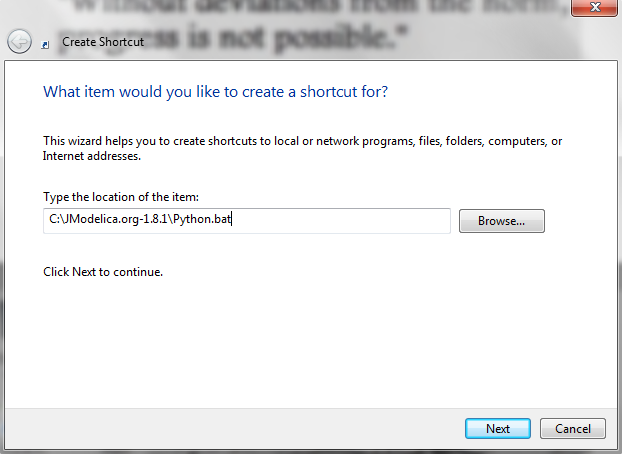 "Without deviations from the norm,
progress is not possible."
Create Shortcut
What item would you like to create a shortcut for?
This wizard helps you to create shortcuts to local or network programs, files, folders, computers, or
Internet addresses.
Type the location of the item:
C:\JModelica.org-1.8.1\Python.bat
Browse...
Click Next to continue.
Next
Cancel